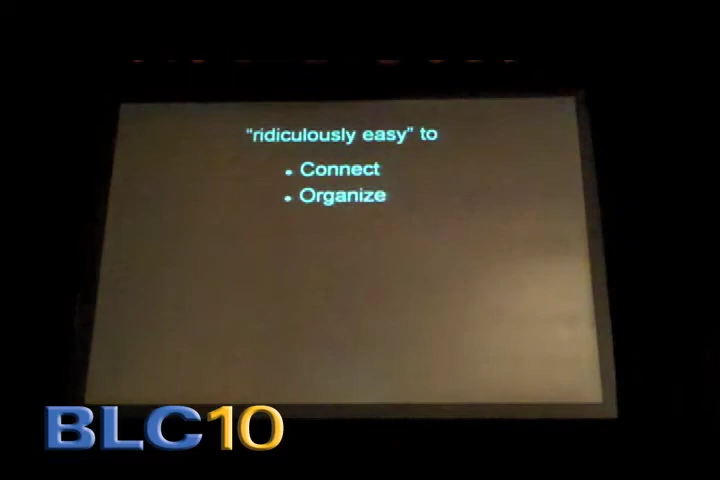 "ridiculously easy" to
• Connect
• Organize
BLC10